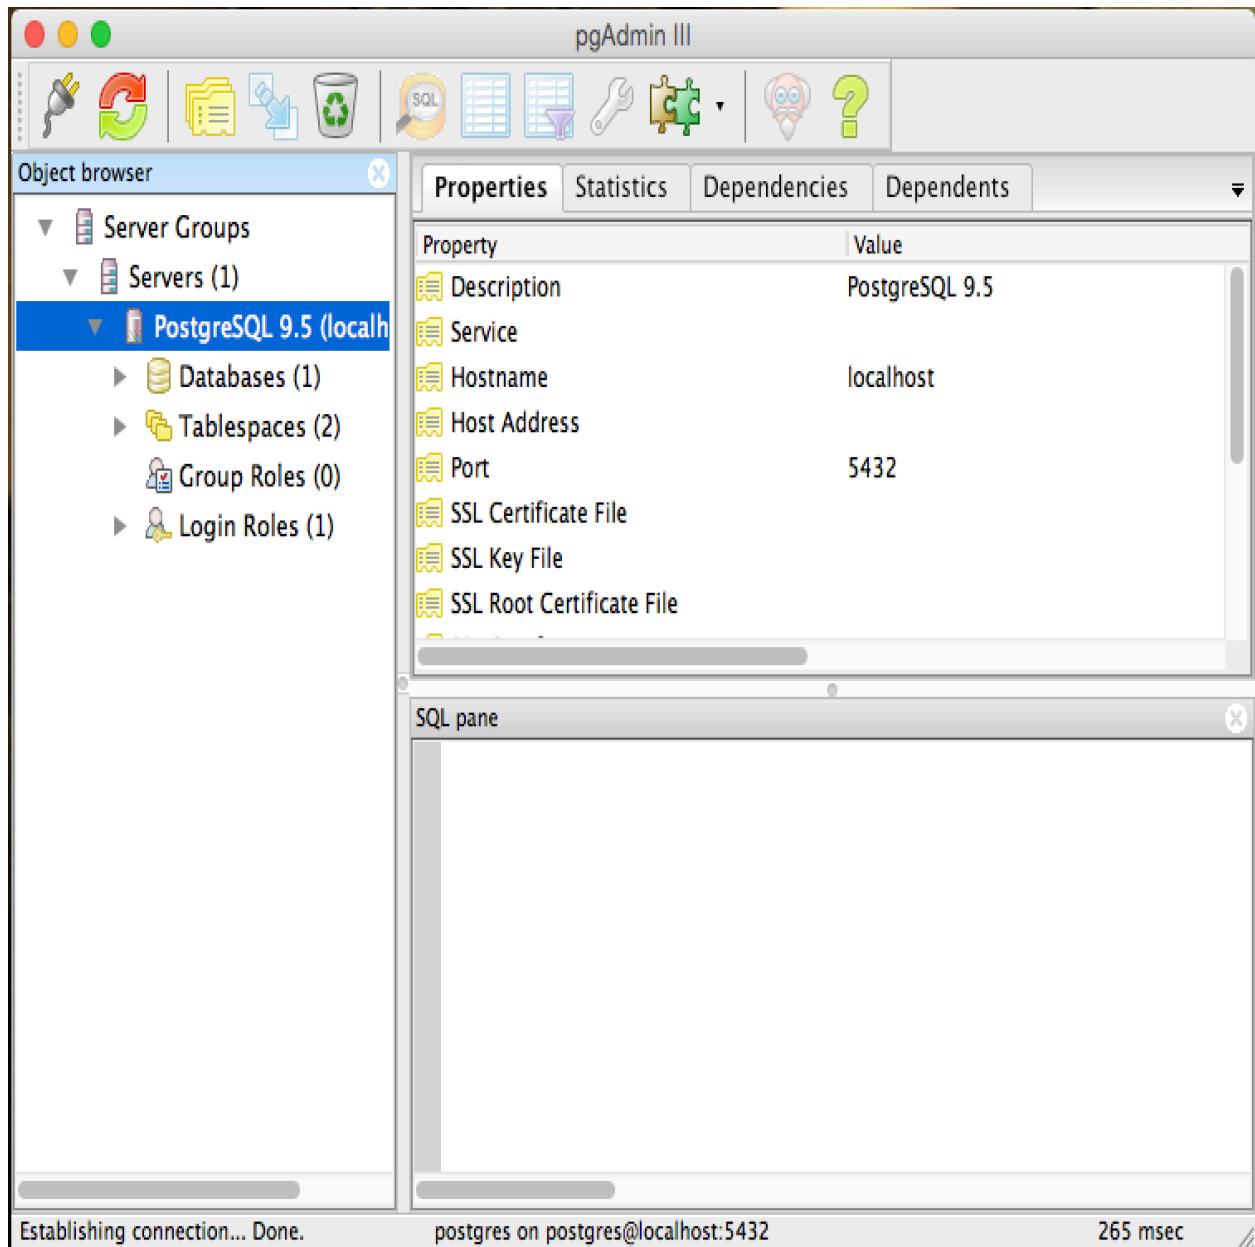 pgAdmin III
SQL
Object browser
Server Groups
Servers (1)
PostgreSQL 9.5 (localh
Databases (1)
Tablespaces (2)
Group Roles (0)
Login Roles (1)
Properties Statistics Dependencies Dependents
Property Value
Description PostgreSQL 9.5
Service
Hostname localhost
Host Address
Port 5432
SSL Certificate File
SSL Key File
SSL Root Certificate File
SQL pane
Establishing connection... Done. postgres on postgres@localhost:5432 265 msec